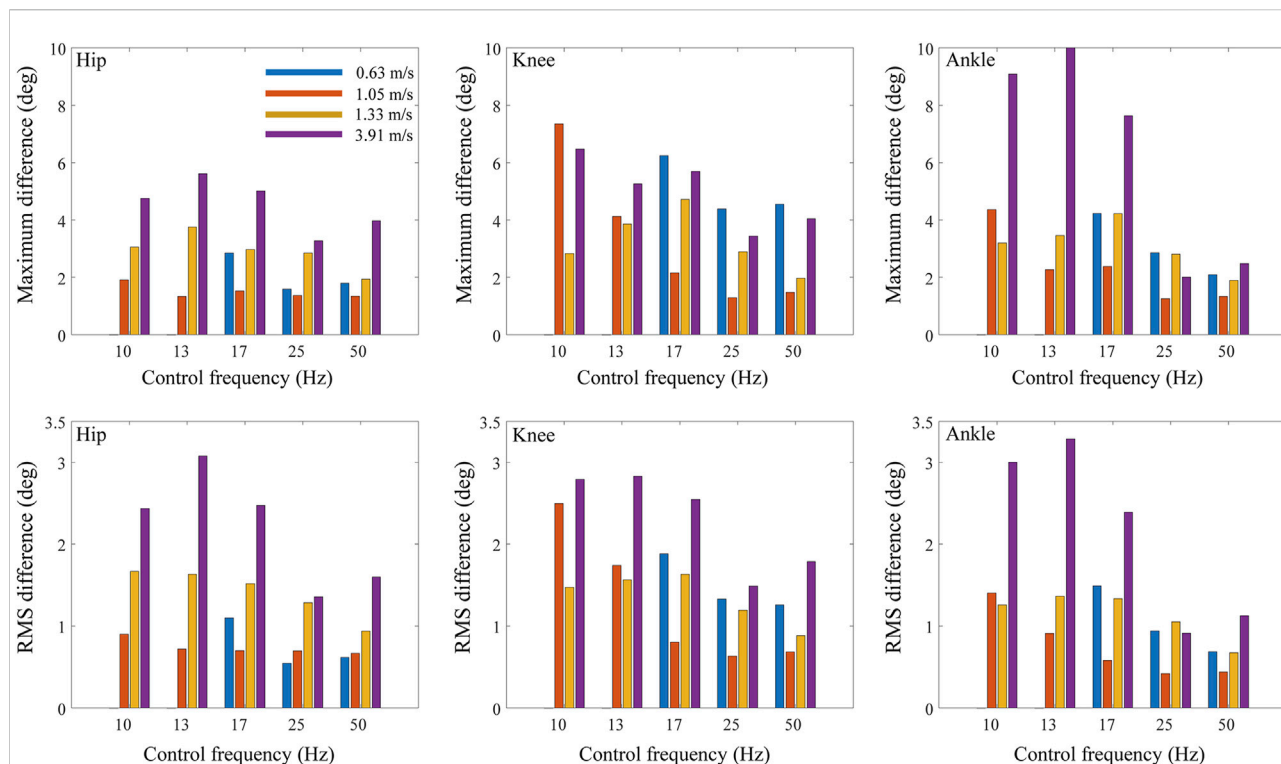 Hip
0.63 m/s
1.05 m/s
1.33 m/s
3.91 m/s
Maximum difference (deg)
10
8
6
4
2
0
10 13 17 25 50
Control frequency (Hz)
Knee
Maximum difference (deg)
10
8
6
4
2
0
10 13 17 25 50
Control frequency (Hz)
Ankle
Maximum difference (deg)
10
8
6
4
2
0
10 13 17 25 50
Control frequency (Hz)
Hip
RMS difference (deg)
3.5
3
2
1
0
10 13 17 25 50
Control frequency (Hz)
Knee
RMS difference (deg)
3.5
3
2
1
0
10 13 17 25 50
Control frequency (Hz)
Ankle
RMS difference (deg)
3.5
3
2
1
0
10 13 17 25 50
Control frequency (Hz)